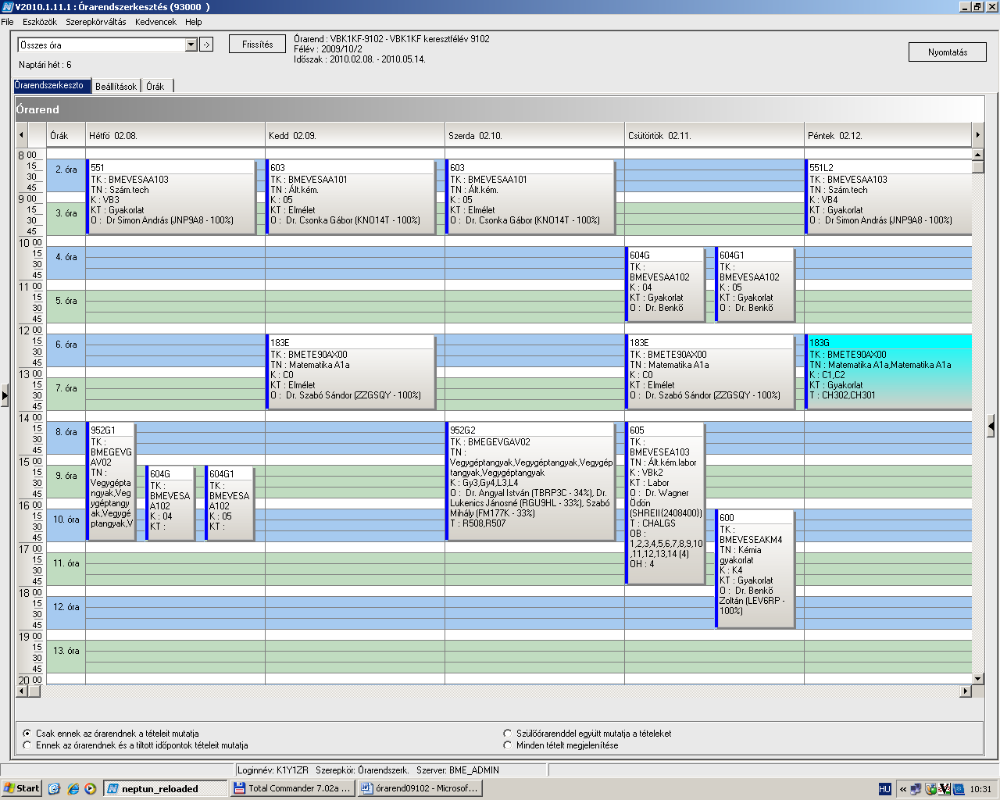 V2010.1.11.1 : Órarendszerkesztés (93000 )
File Eszközök Szerepkörváltás Kedvencek Help
Összes óra
->
Frissítés
Órarend : VBK1KF-9102 - VBK1KF keresztfélév 9102
Félév : 2009/10/2
Időszak : 2010.02.08. - 2010.05.14.
Nyomtatás
Naptári hét : 6
Órarendszerkeszto Beállítások Órák
Órarend
Órák Hétfő 02.08. Kedd 02.09. Szerda 02.10. Csütörtök 02.11. Péntek 02.12.
8 00
15
30
45
9 00
15
30
45
10 00
15
30
45
11 00
15
30
45
12 00
15
30
45
13 00
15
30
45
14 00
15
30
45
15 00
15
30
45
16 00
15
30
45
17 00
15
30
45
18 00
15
30
45
19 00
15
30
45
20 00
2. óra
3. óra
4. óra
5. óra
6. óra
7. óra
8. óra
9. óra
10. óra
11. óra
12. óra
13. óra
551
TK : BMEVESAA103
TN : Szám.tech
K : VB3
KT : Gyakorlat
O : Dr Simon András (JNP9A8 - 100%)
952G1
TK :
BMEGEVG
AV02
TN :
Vegygépta
ngyak,Veg
ygéptangy
ak,Vegyg
éptangyak,V
604G
TK :
BMEVESA
A102
K : 04
KT :
604G1
TK :
BMEVESA
A102
K : 05
KT :
603
TK : BMEVESAA101
TN : Ált.kém.
K : 05
KT : Elmélet
O : Dr. Csonka Gábor (KNO14T - 100%)
183E
TK : BMETE90AX00
TN : Matematika A1a
K : C0
KT : Elmélet
O : Dr. Szabó Sándor (ZZGSQY - 100%)
603
TK : BMEVESAA101
TN : Ált.kém.
K : 05
KT : Elmélet
O : Dr. Csonka Gábor (KNO14T - 100%)
952G2
TK : BMEGEVGAV02
TN :
Vegygéptangyak,Vegygéptangyak,Vegygép
tangyak,Vegygéptangyak
K : Gy3,Gy4,L3,L4
O : Dr. Angyal István (TBRP3C - 34%), Dr.
Lukenics Jánosné (RGU9HL - 33%), Szabó
Mihály (FM177K - 33%)
T : R508,R507
604G
TK :
BMEVESAA102
K : 04
KT : Gyakorlat
O : Dr. Benkő
604G1
TK :
BMEVESAA102
K : 05
KT : Gyakorlat
O : Dr. Benkő
183E
TK : BMETE90AX00
TN : Matematika A1a
K : C0
KT : Elmélet
O : Dr. Szabó Sándor (ZZGSQY - 100%)
605
TK :
BMEVESEA103
TN : Ált.kém.labor
K : VBk2
KT : Labor
O : Dr. Wagner
Ödön
(SHREII{2408400})
T : CHALGS
OB :
1,2,3,4,5,6,7,8,9,10
,11,12,13,14 (4)
OH : 4
600
TK :
BMEVESEAKM4
TN : Kémia
gyakorlat
K : K4
KT : Gyakorlat
O : Dr. Benkő
Zoltán (LEV6RP -
100%)
551L2
TK : BMEVESAA103
TN : Szám.tech
K : VB4
KT : Gyakorlat
O : Dr Simon András (JNP9A8 - 100%)
183G
TK : BMETE90AX00
TN : Matematika A1a,Matematika A1a
K : C1,C2
KT : Gyakorlat
T : CH302,CH301
Csak ennek az órarendnek a tételeit mutatja
Ennek az órarendnek és a tiltott időpontok tételeit mutatja
Szülőórarenddel együtt mutatja a tételeket
Minden tételt megjelenítése
Loginnév: K1Y1ZR Szerepkör: Órarendszerk. Szerver: BME_ADMIN
Start neptun_reloaded Total Commander 7.02a ... órarend09102 - Microsof... HU « 10:31